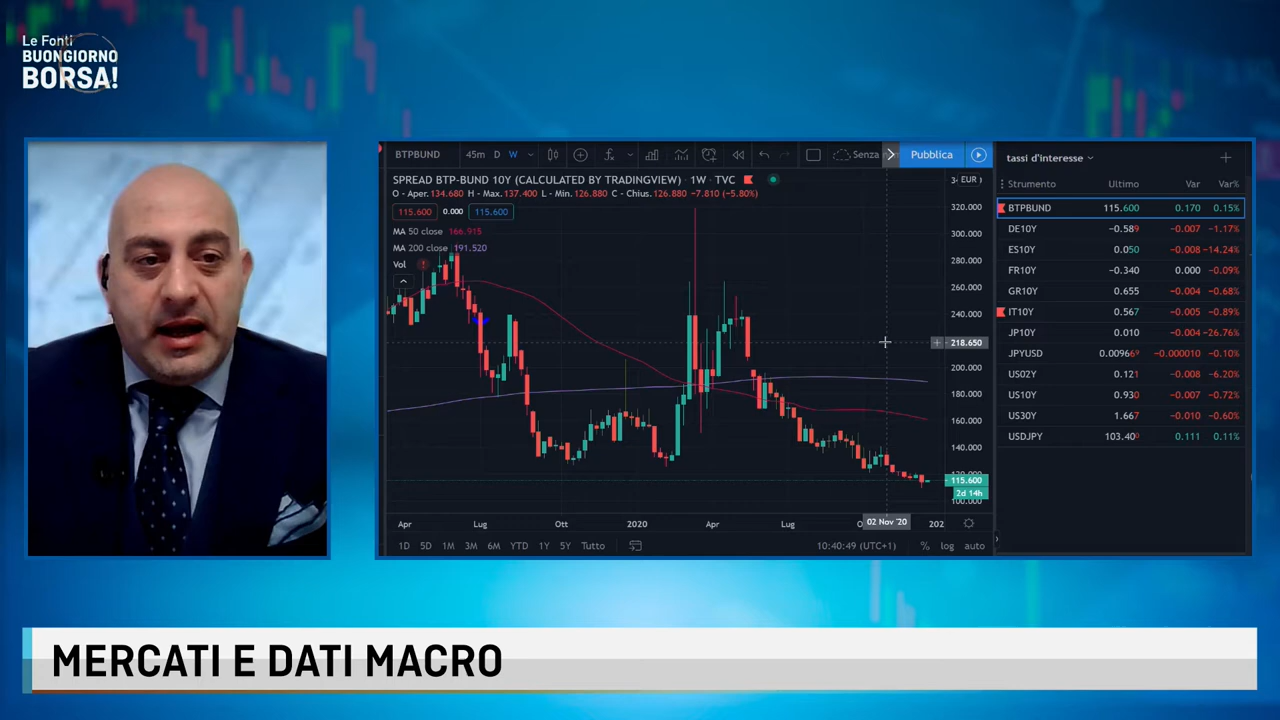 Le Fonti
BUONGIORNO
BORSA!
BTPBUND 45m D W Senza Pubblica
SPREAD BTP-BUND 10Y (CALCULATED BY TRADINGVIEW) · 1W · TVC
O - Aper. 134.680 H - Max. 137.400 L - Min. 126.880 C - Chius. 126.880 -7.810 (-5.80%)
115.600 0.000 115.600
MA 50 close 166.915
MA 200 close 191.520
Vol
EUR
320.000
300.000
280.000
260.000
240.000
218.650
200.000
180.000
160.000
140.000
120.000
115.600
2d 14h
100.000
Apr Lug Ott 2020 Apr Lug 02 Nov '20 202
1D 5D 1M 3M 6M YTD 1Y 5Y Tutto 10:40:49 (UTC+1) % log auto
tassi d'interesse
Strumento Ultimo Var Var%
BTPBUND 115.600 0.170 0.15%
DE10Y −0.589 −0.007 −1.17%
ES10Y 0.050 −0.008 −14.24%
FR10Y −0.340 0.000 −0.09%
GR10Y 0.655 −0.004 −0.68%
IT10Y 0.567 −0.005 −0.89%
JP10Y 0.010 −0.004 −26.76%
JPYUSD 0.009669 −0.000010 −0.10%
US02Y 0.121 −0.008 −6.20%
US10Y 0.930 −0.007 −0.72%
US30Y 1.667 −0.010 −0.60%
USDJPY 103.400 0.111 0.11%
MERCATI E DATI MACRO